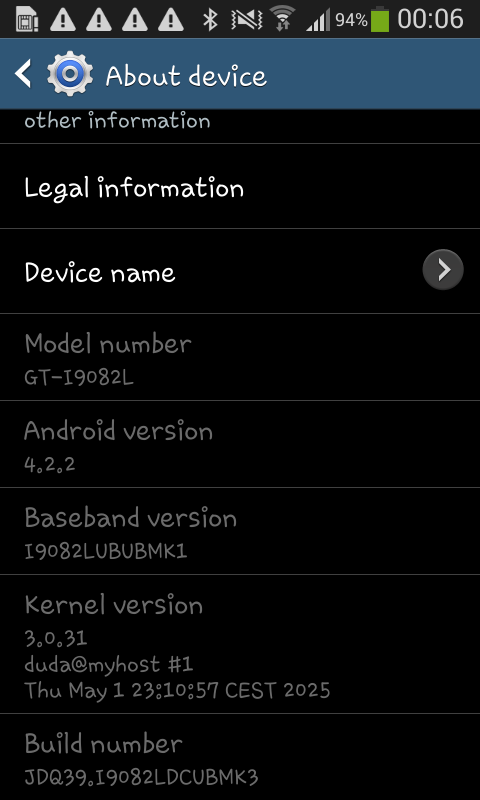 94% 00:06
About device
other information
Legal information
Device name
Model number
GT-I9082L
Android version
4.2.2
Baseband version
I9082LUBUBMK1
Kernel version
3.0.31
duda@myhost #1
Thu May 1 23:10:57 CEST 2025
Build number
JDQ39.I9082LDCUBMK3